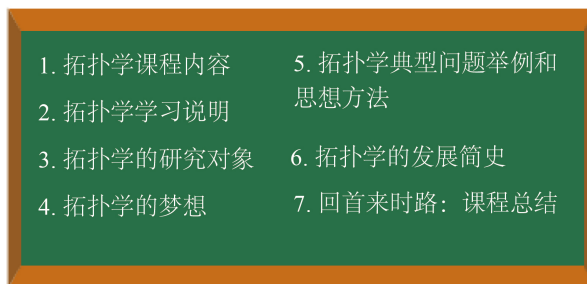 1. 拓扑学课程内容
2. 拓扑学学习说明
3. 拓扑学的研究对象
4. 拓扑学的梦想
5. 拓扑学典型问题举例和
思想方法
6. 拓扑学的发展简史
7. 回首来时路：课程总结